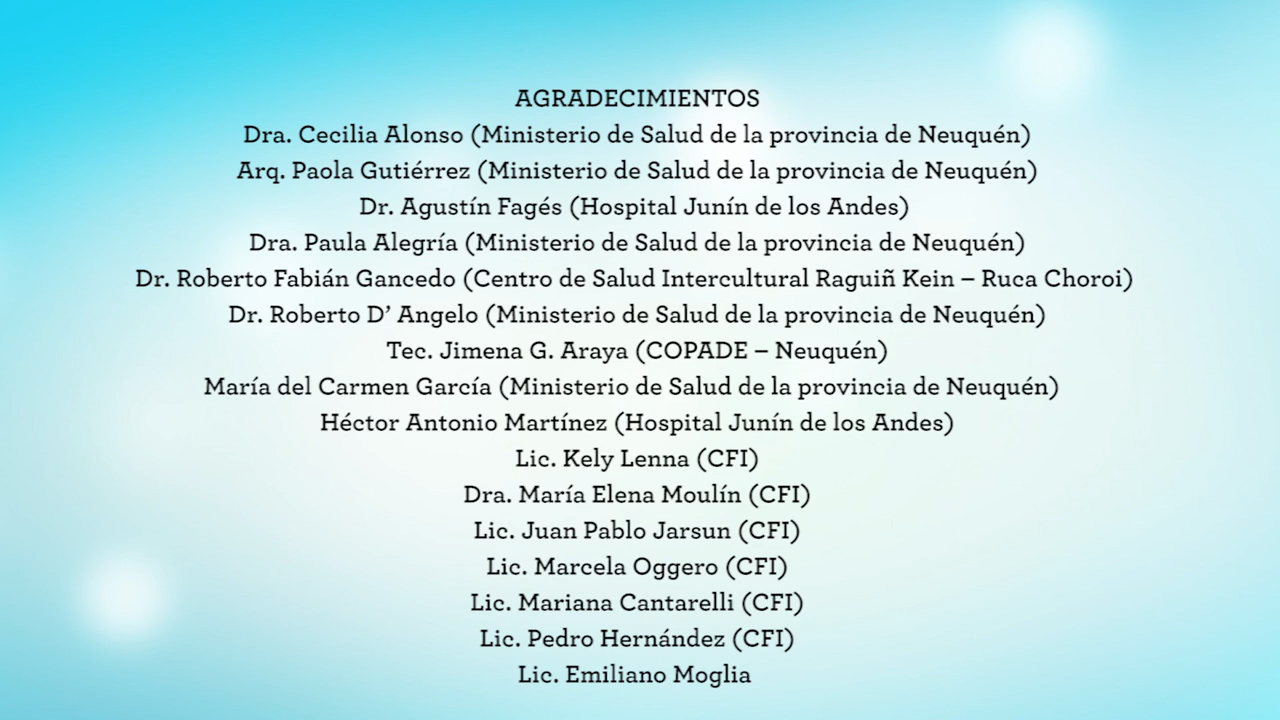 AGRADECIMIENTOS
Dra. Cecilia Alonso (Ministerio de Salud de la provincia de Neuquén)
Arq. Paola Gutiérrez (Ministerio de Salud de la provincia de Neuquén)
Dr. Agustín Fagés (Hospital Junín de los Andes)
Dra. Paula Alegría (Ministerio de Salud de la provincia de Neuquén)
Dr. Roberto Fabián Gancedo (Centro de Salud Intercultural Raguiñ Kein – Ruca Choroi)
Dr. Roberto D’ Angelo (Ministerio de Salud de la provincia de Neuquén)
Tec. Jimena G. Araya (COPADE – Neuquén)
María del Carmen García (Ministerio de Salud de la provincia de Neuquén)
Héctor Antonio Martínez (Hospital Junín de los Andes)
Lic. Kely Lenna (CFI)
Dra. María Elena Moulín (CFI)
Lic. Juan Pablo Jarsun (CFI)
Lic. Marcela Oggero (CFI)
Lic. Mariana Cantarelli (CFI)
Lic. Pedro Hernández (CFI)
Lic. Emiliano Moglia